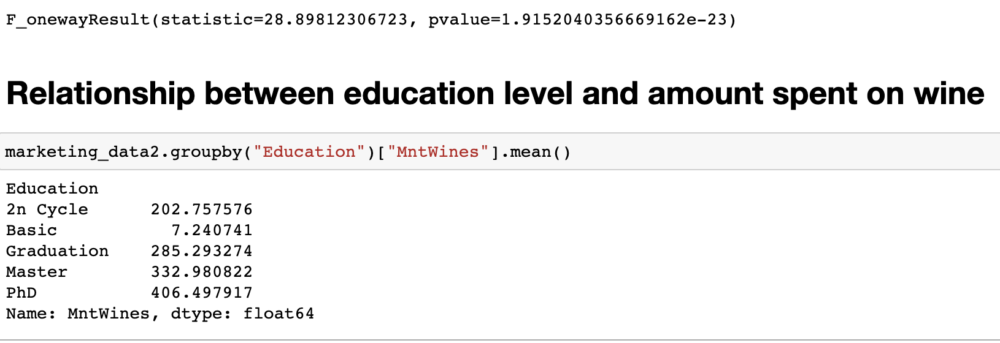 F_onewayResult(statistic=28.89812306723, pvalue=1.9152040356669162e-23)
Relationship between education level and amount spent on wine
marketing_data2.groupby("Education")["MntWines"].mean()
Education
2n Cycle      202.757576
Basic           7.240741
Graduation    285.293274
Master        332.980822
PhD           406.497917
Name: MntWines, dtype: float64